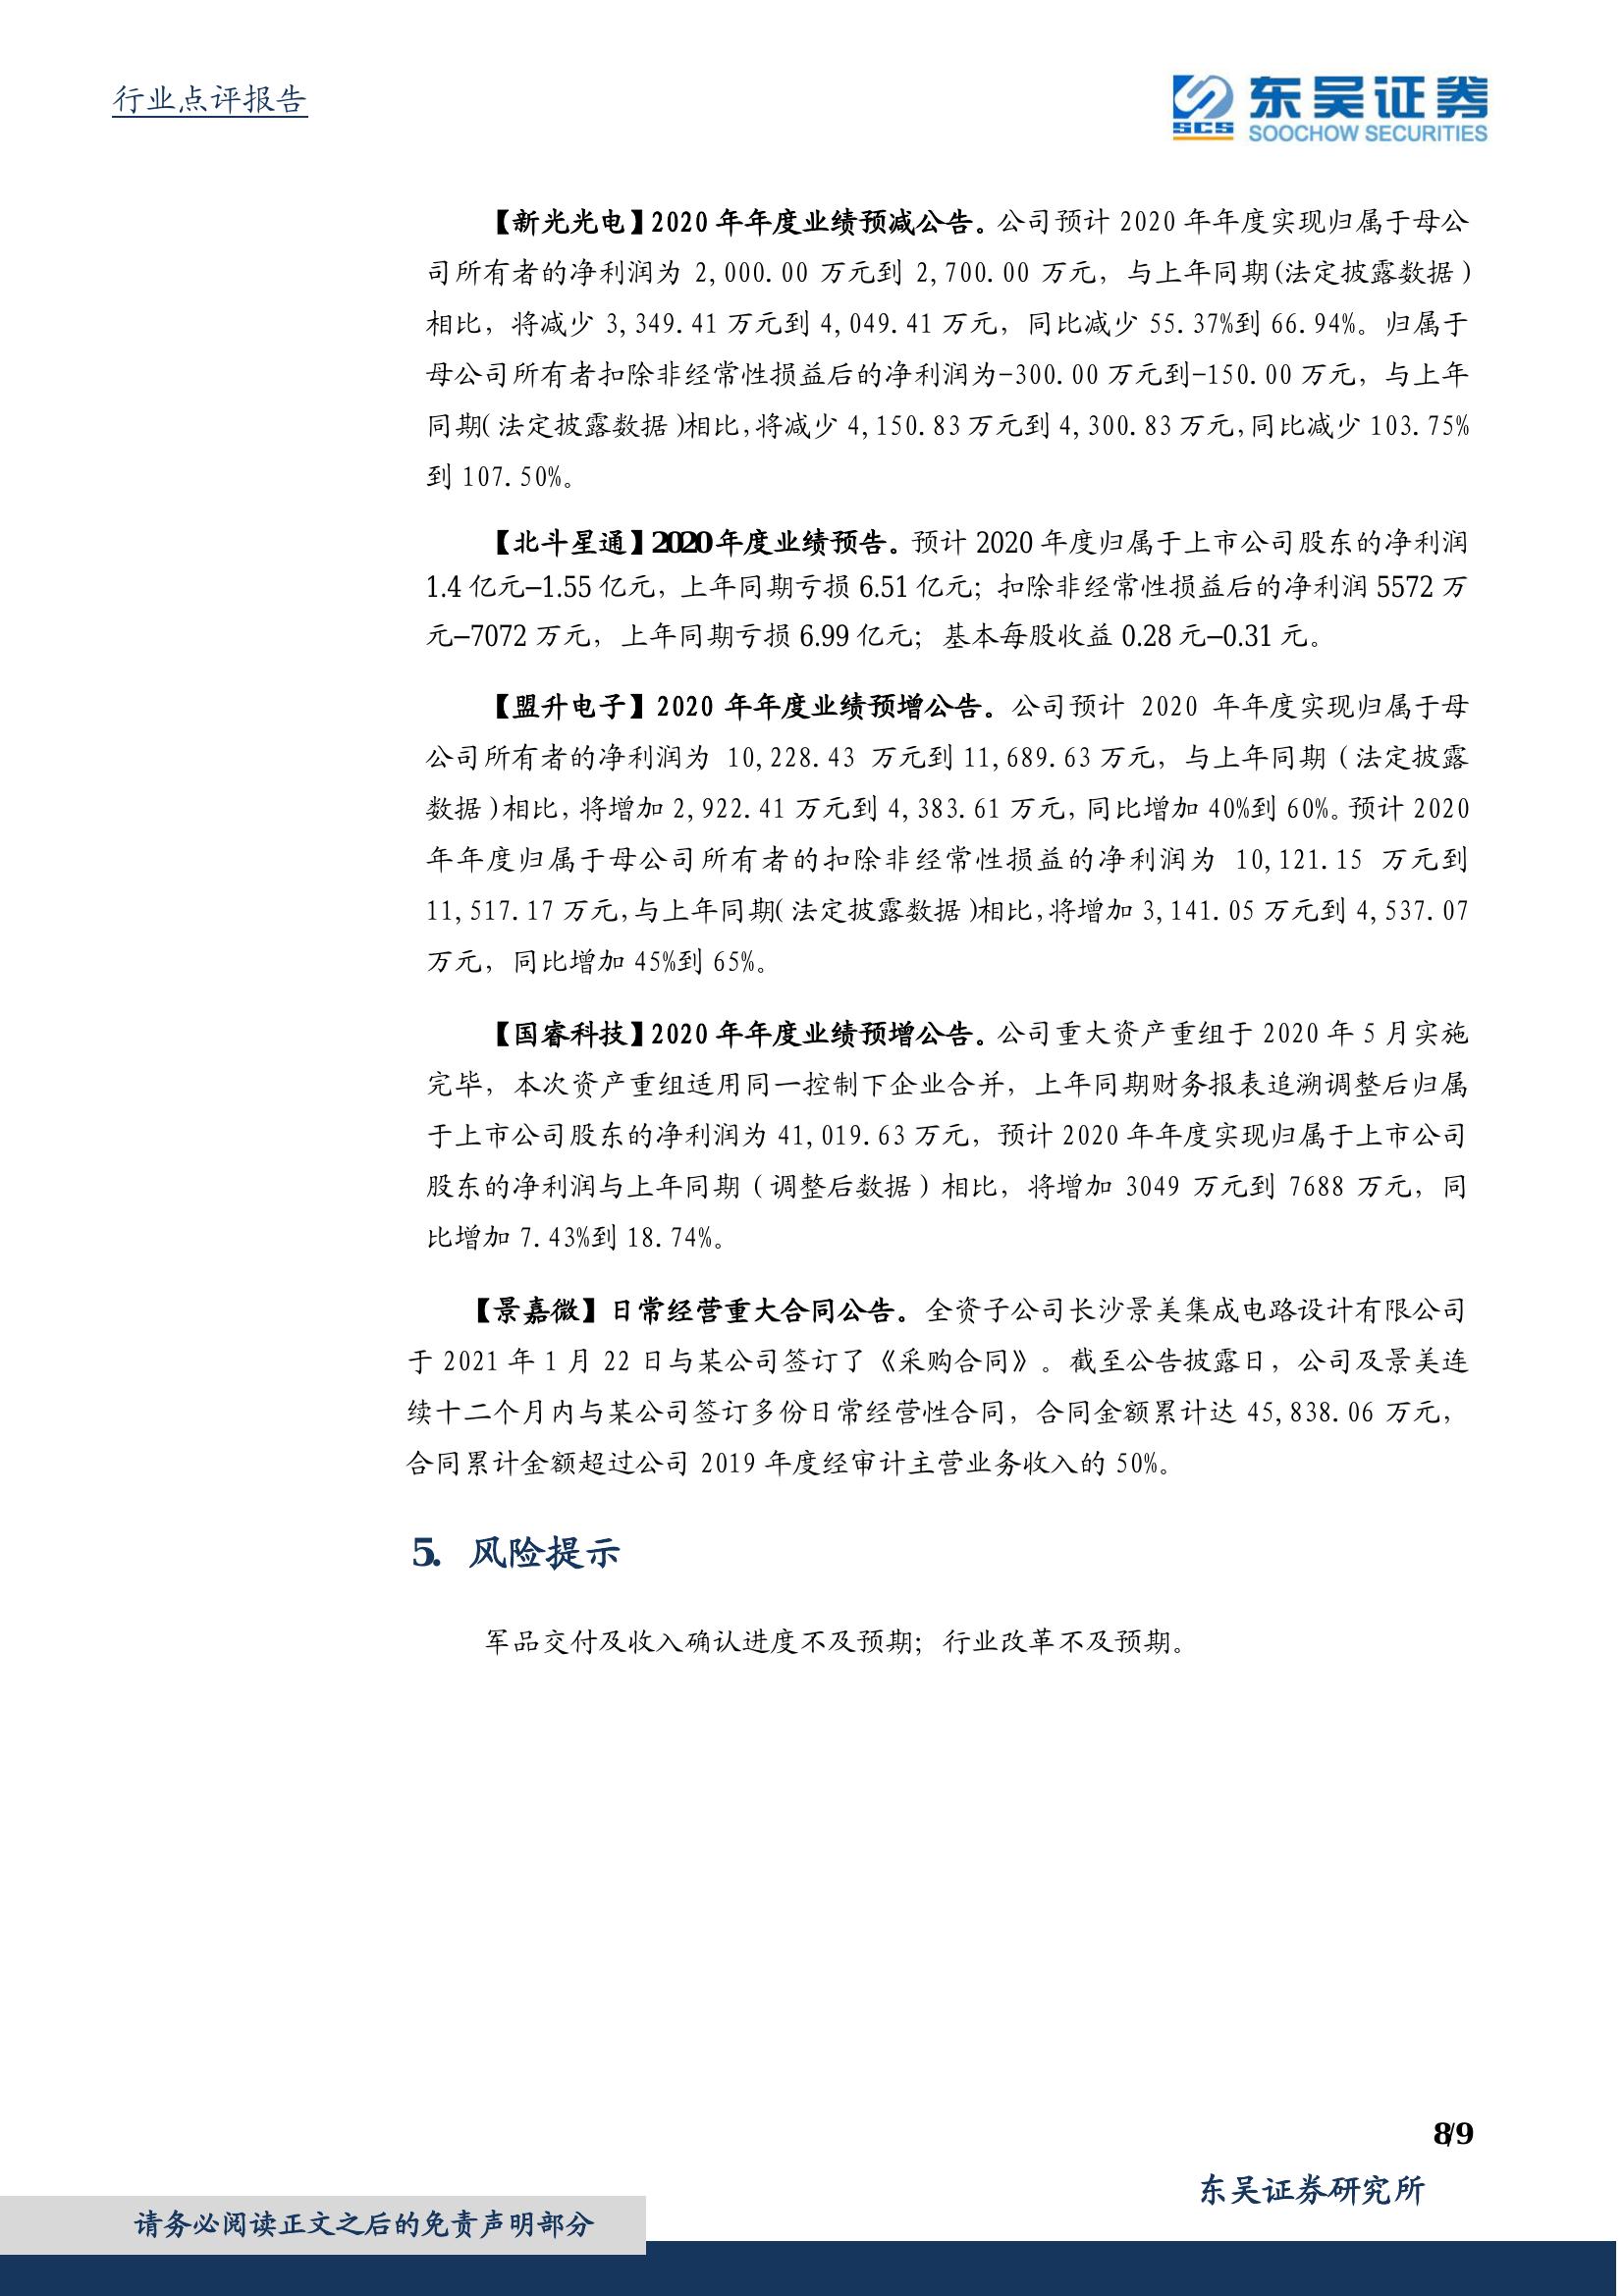 行业点评报告
东吴证券
SCS
SOOCHOW SECURITIES
【新光光电】2020 年年度业绩预减公告。公司预计 2020 年年度实现归属于母公
司所有者的净利润为 2,000.00 万元到 2,700.00 万元，与上年同期(法定披露数据)
相比，将减少 3,349.41 万元到 4,049.41 万元，同比减少 55.37%到 66.94%。归属于
母公司所有者扣除非经常性损益后的净利润为-300.00 万元到-150.00 万元，与上年
同期(法定披露数据)相比,将减少 4,150.83 万元到 4,300.83 万元,同比减少 103.75%
到 107.50%。
【北斗星通】2020 年度业绩预告。预计 2020 年度归属于上市公司股东的净利润
1.4 亿元–1.55 亿元，上年同期亏损 6.51 亿元；扣除非经常性损益后的净利润 5572 万
元–7072 万元，上年同期亏损 6.99 亿元；基本每股收益 0.28 元–0.31 元。
【盟升电子】2020 年年度业绩预增公告。公司预计 2020 年年度实现归属于母
公司所有者的净利润为 10,228.43 万元到 11,689.63 万元，与上年同期（法定披露
数据)相比，将增加 2,922.41 万元到 4,383.61 万元，同比增加 40%到 60%。预计 2020
年年度归属于母公司所有者的扣除非经常性损益的净利润为 10,121.15 万元到
11,517.17 万元,与上年同期(法定披露数据)相比,将增加 3,141.05 万元到 4,537.07
万元，同比增加 45%到 65%。
【国睿科技】2020 年年度业绩预增公告。公司重大资产重组于 2020 年 5 月实施
完毕，本次资产重组适用同一控制下企业合并，上年同期财务报表追溯调整后归属
于上市公司股东的净利润为 41,019.63 万元，预计 2020 年年度实现归属于上市公司
股东的净利润与上年同期（调整后数据）相比，将增加 3049 万元到 7688 万元，同
比增加 7.43%到 18.74%。
【景嘉微】日常经营重大合同公告。全资子公司长沙景美集成电路设计有限公司
于 2021 年 1 月 22 日与某公司签订了《采购合同》。截至公告披露日，公司及景美连
续十二个月内与某公司签订多份日常经营性合同，合同金额累计达 45,838.06 万元，
合同累计金额超过公司 2019 年度经审计主营业务收入的 50%。
5. 风险提示
军品交付及收入确认进度不及预期；行业改革不及预期。
8/9
东吴证券研究所
请务必阅读正文之后的免责声明部分